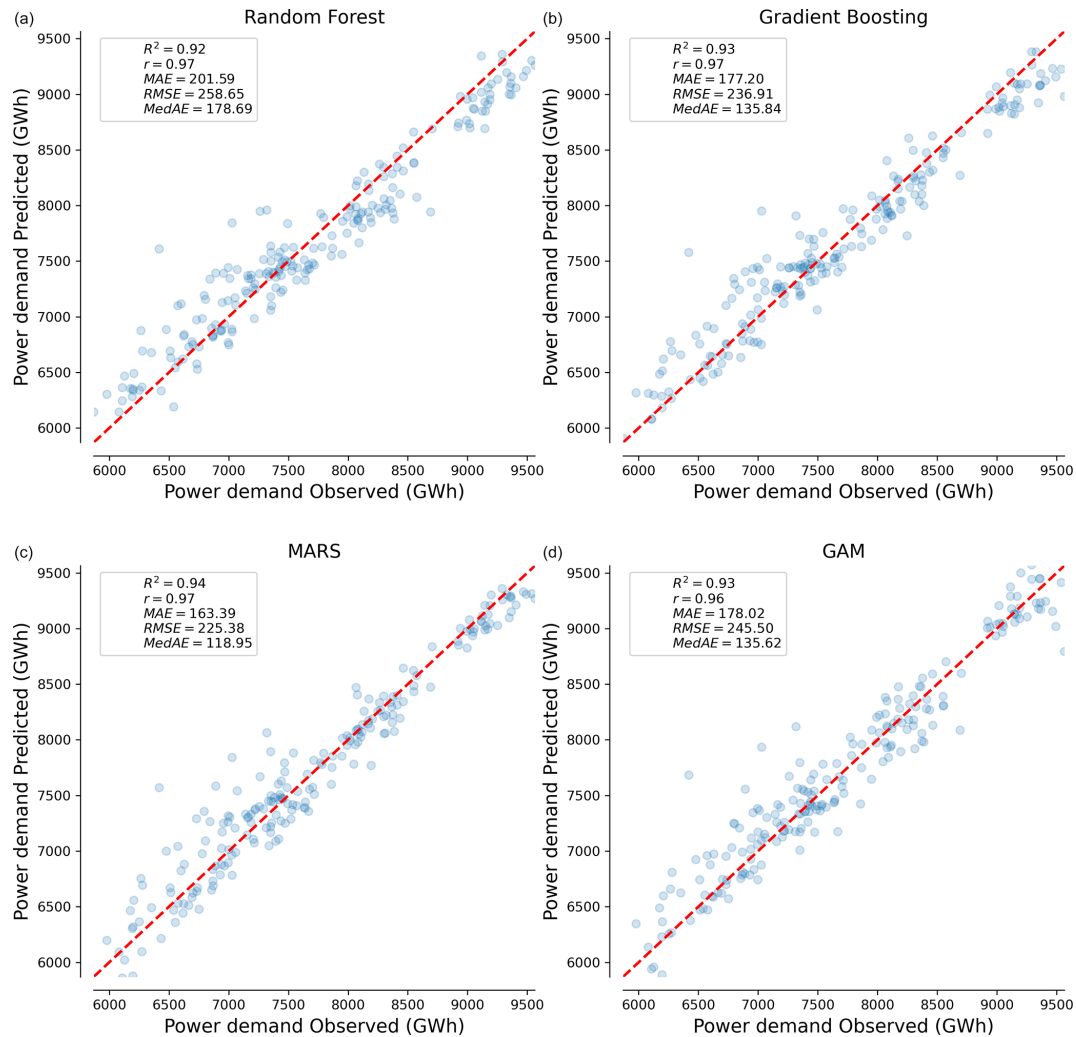 (a)
Random Forest
R² = 0.92
r = 0.97
MAE = 201.59
RMSE = 258.65
MedAE = 178.69
Power demand Predicted (GWh)
9500
9000
8500
8000
7500
7000
6500
6000
6000 6500 7000 7500 8000 8500 9000 9500
Power demand Observed (GWh)
(b)
Gradient Boosting
R² = 0.93
r = 0.97
MAE = 177.20
RMSE = 236.91
MedAE = 135.84
Power demand Predicted (GWh)
9500
9000
8500
8000
7500
7000
6500
6000
6000 6500 7000 7500 8000 8500 9000 9500
Power demand Observed (GWh)
(c)
MARS
R² = 0.94
r = 0.97
MAE = 163.39
RMSE = 225.38
MedAE = 118.95
Power demand Predicted (GWh)
9500
9000
8500
8000
7500
7000
6500
6000
6000 6500 7000 7500 8000 8500 9000 9500
Power demand Observed (GWh)
(d)
GAM
R² = 0.93
r = 0.96
MAE = 178.02
RMSE = 245.50
MedAE = 135.62
Power demand Predicted (GWh)
9500
9000
8500
8000
7500
7000
6500
6000
6000 6500 7000 7500 8000 8500 9000 9500
Power demand Observed (GWh)